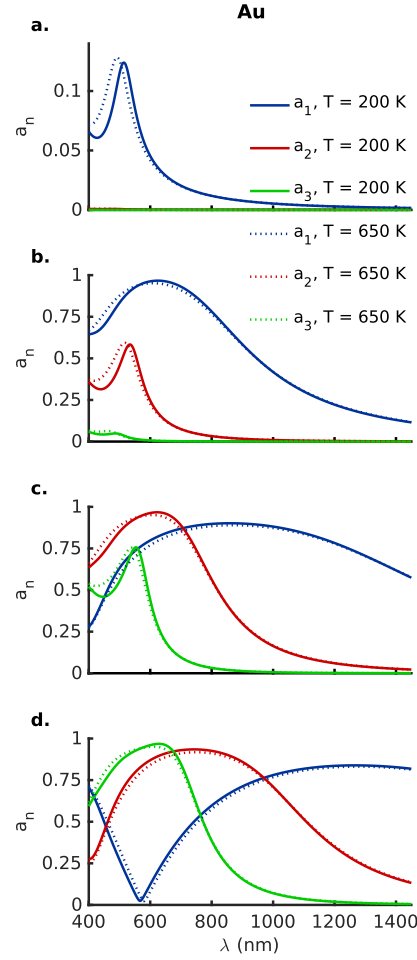 Au
a.
0.1
0.05
0
a_n
a_1, T = 200 K
a_2, T = 200 K
a_3, T = 200 K
a_1, T = 650 K
a_2, T = 650 K
a_3, T = 650 K
b.
1
0.75
0.5
0.25
0
a_n
c.
1
0.75
0.5
0.25
0
a_n
d.
1
0.75
0.5
0.25
0
a_n
400 600 800 1000 1200 1400
λ (nm)